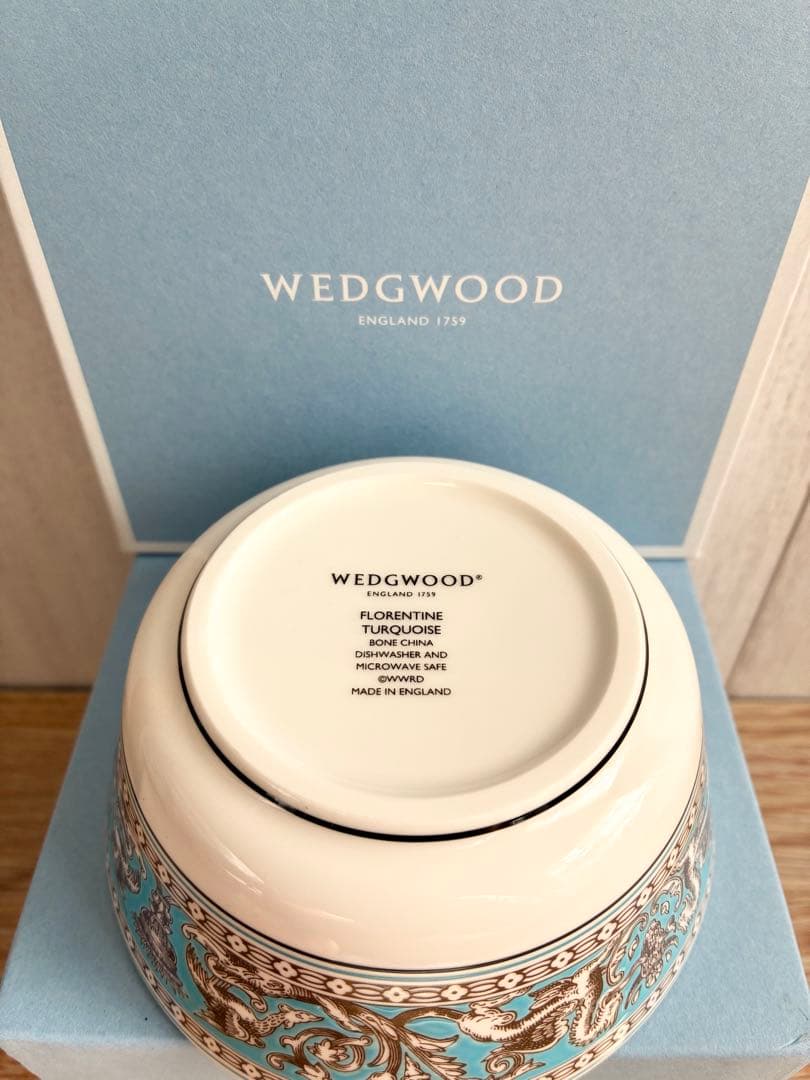 WEDGWOOD
ENGLAND 1759
WEDGWOOD®
ENGLAND 1759
FLORENTINE
TURQUOISE
BONE CHINA
DISHWASHER AND
MICROWAVE SAFE
©WWRD
MADE IN ENGLAND